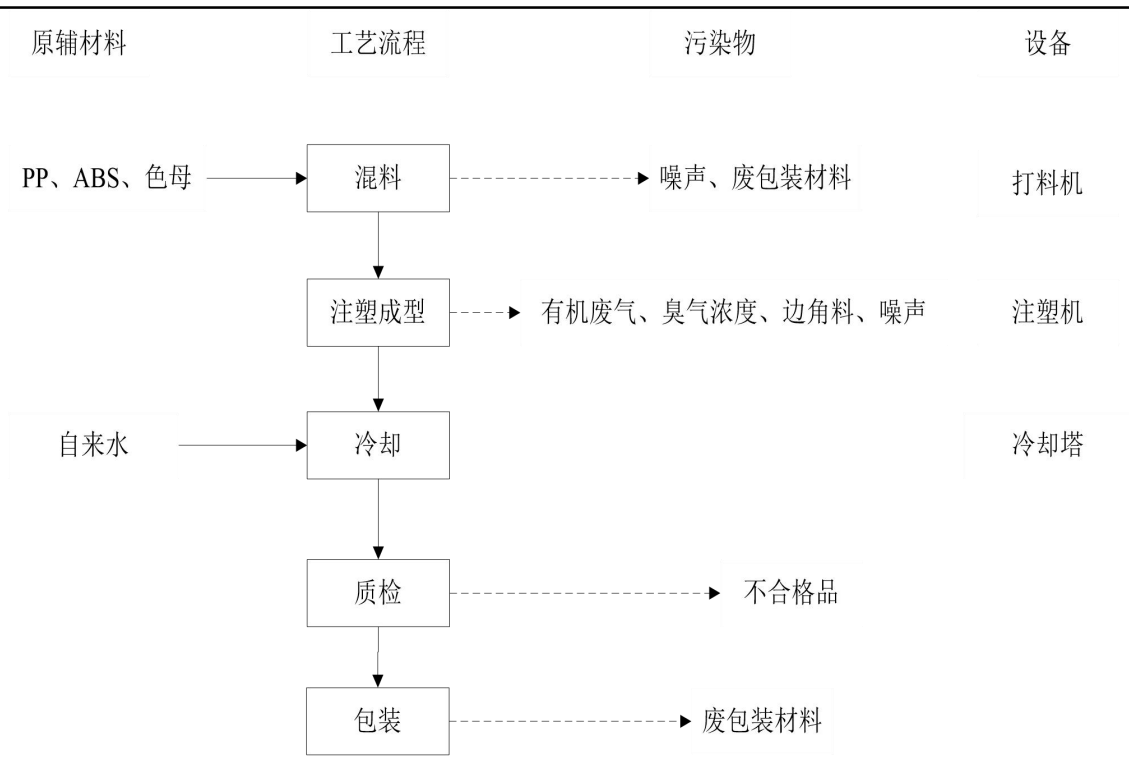 原辅材料 工艺流程 污染物 设备
PP、ABS、色母 混料 噪声、废包装材料 打料机
注塑成型 有机废气、臭气浓度、边角料、噪声 注塑机
自来水 冷却 冷却塔
质检 不合格品
包装 废包装材料